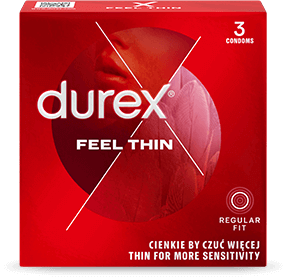 3
CONDOMS
durex
FEEL THIN
REGULAR
FIT
CIENKIE BY CZUĆ WIĘCEJ
THIN FOR MORE SENSITIVITY